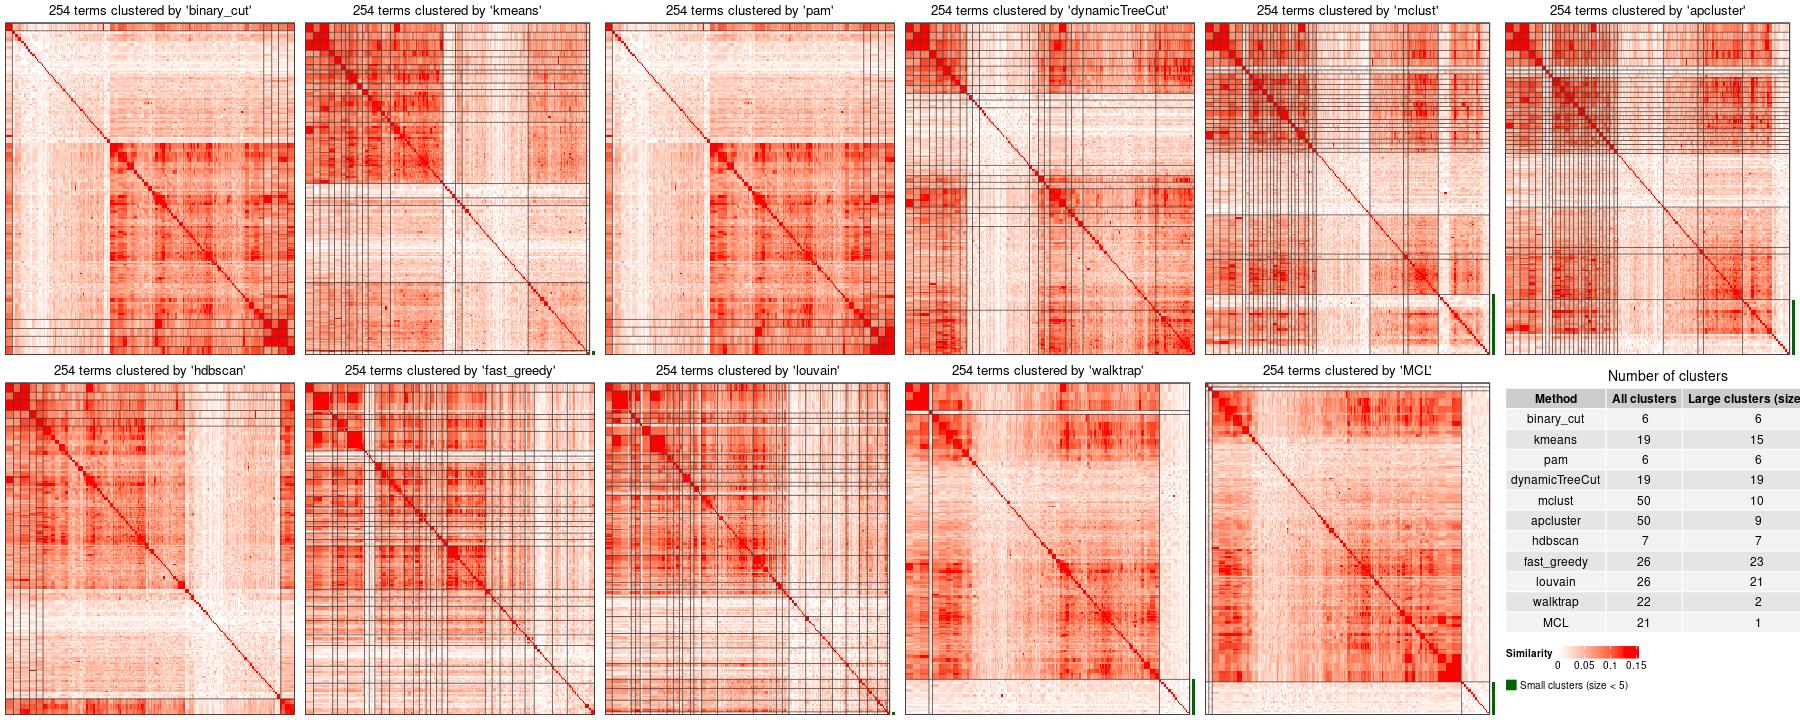 254 terms clustered by 'binary_cut'
254 terms clustered by 'kmeans'
254 terms clustered by 'pam'
254 terms clustered by 'dynamicTreeCut'
254 terms clustered by 'mclust'
254 terms clustered by 'apcluster'
254 terms clustered by 'hdbscan'
254 terms clustered by 'fast_greedy'
254 terms clustered by 'louvain'
254 terms clustered by 'walktrap'
254 terms clustered by 'MCL'
Number of clusters
Method All clusters Large clusters (size
binary_cut 6 6
kmeans 19 15
pam 6 6
dynamicTreeCut 19 19
mclust 50 10
apcluster 50 9
hdbscan 7 7
fast_greedy 26 23
louvain 26 21
walktrap 22 2
MCL 21 1
Similarity
0 0.05 0.1 0.15
Small clusters (size < 5)